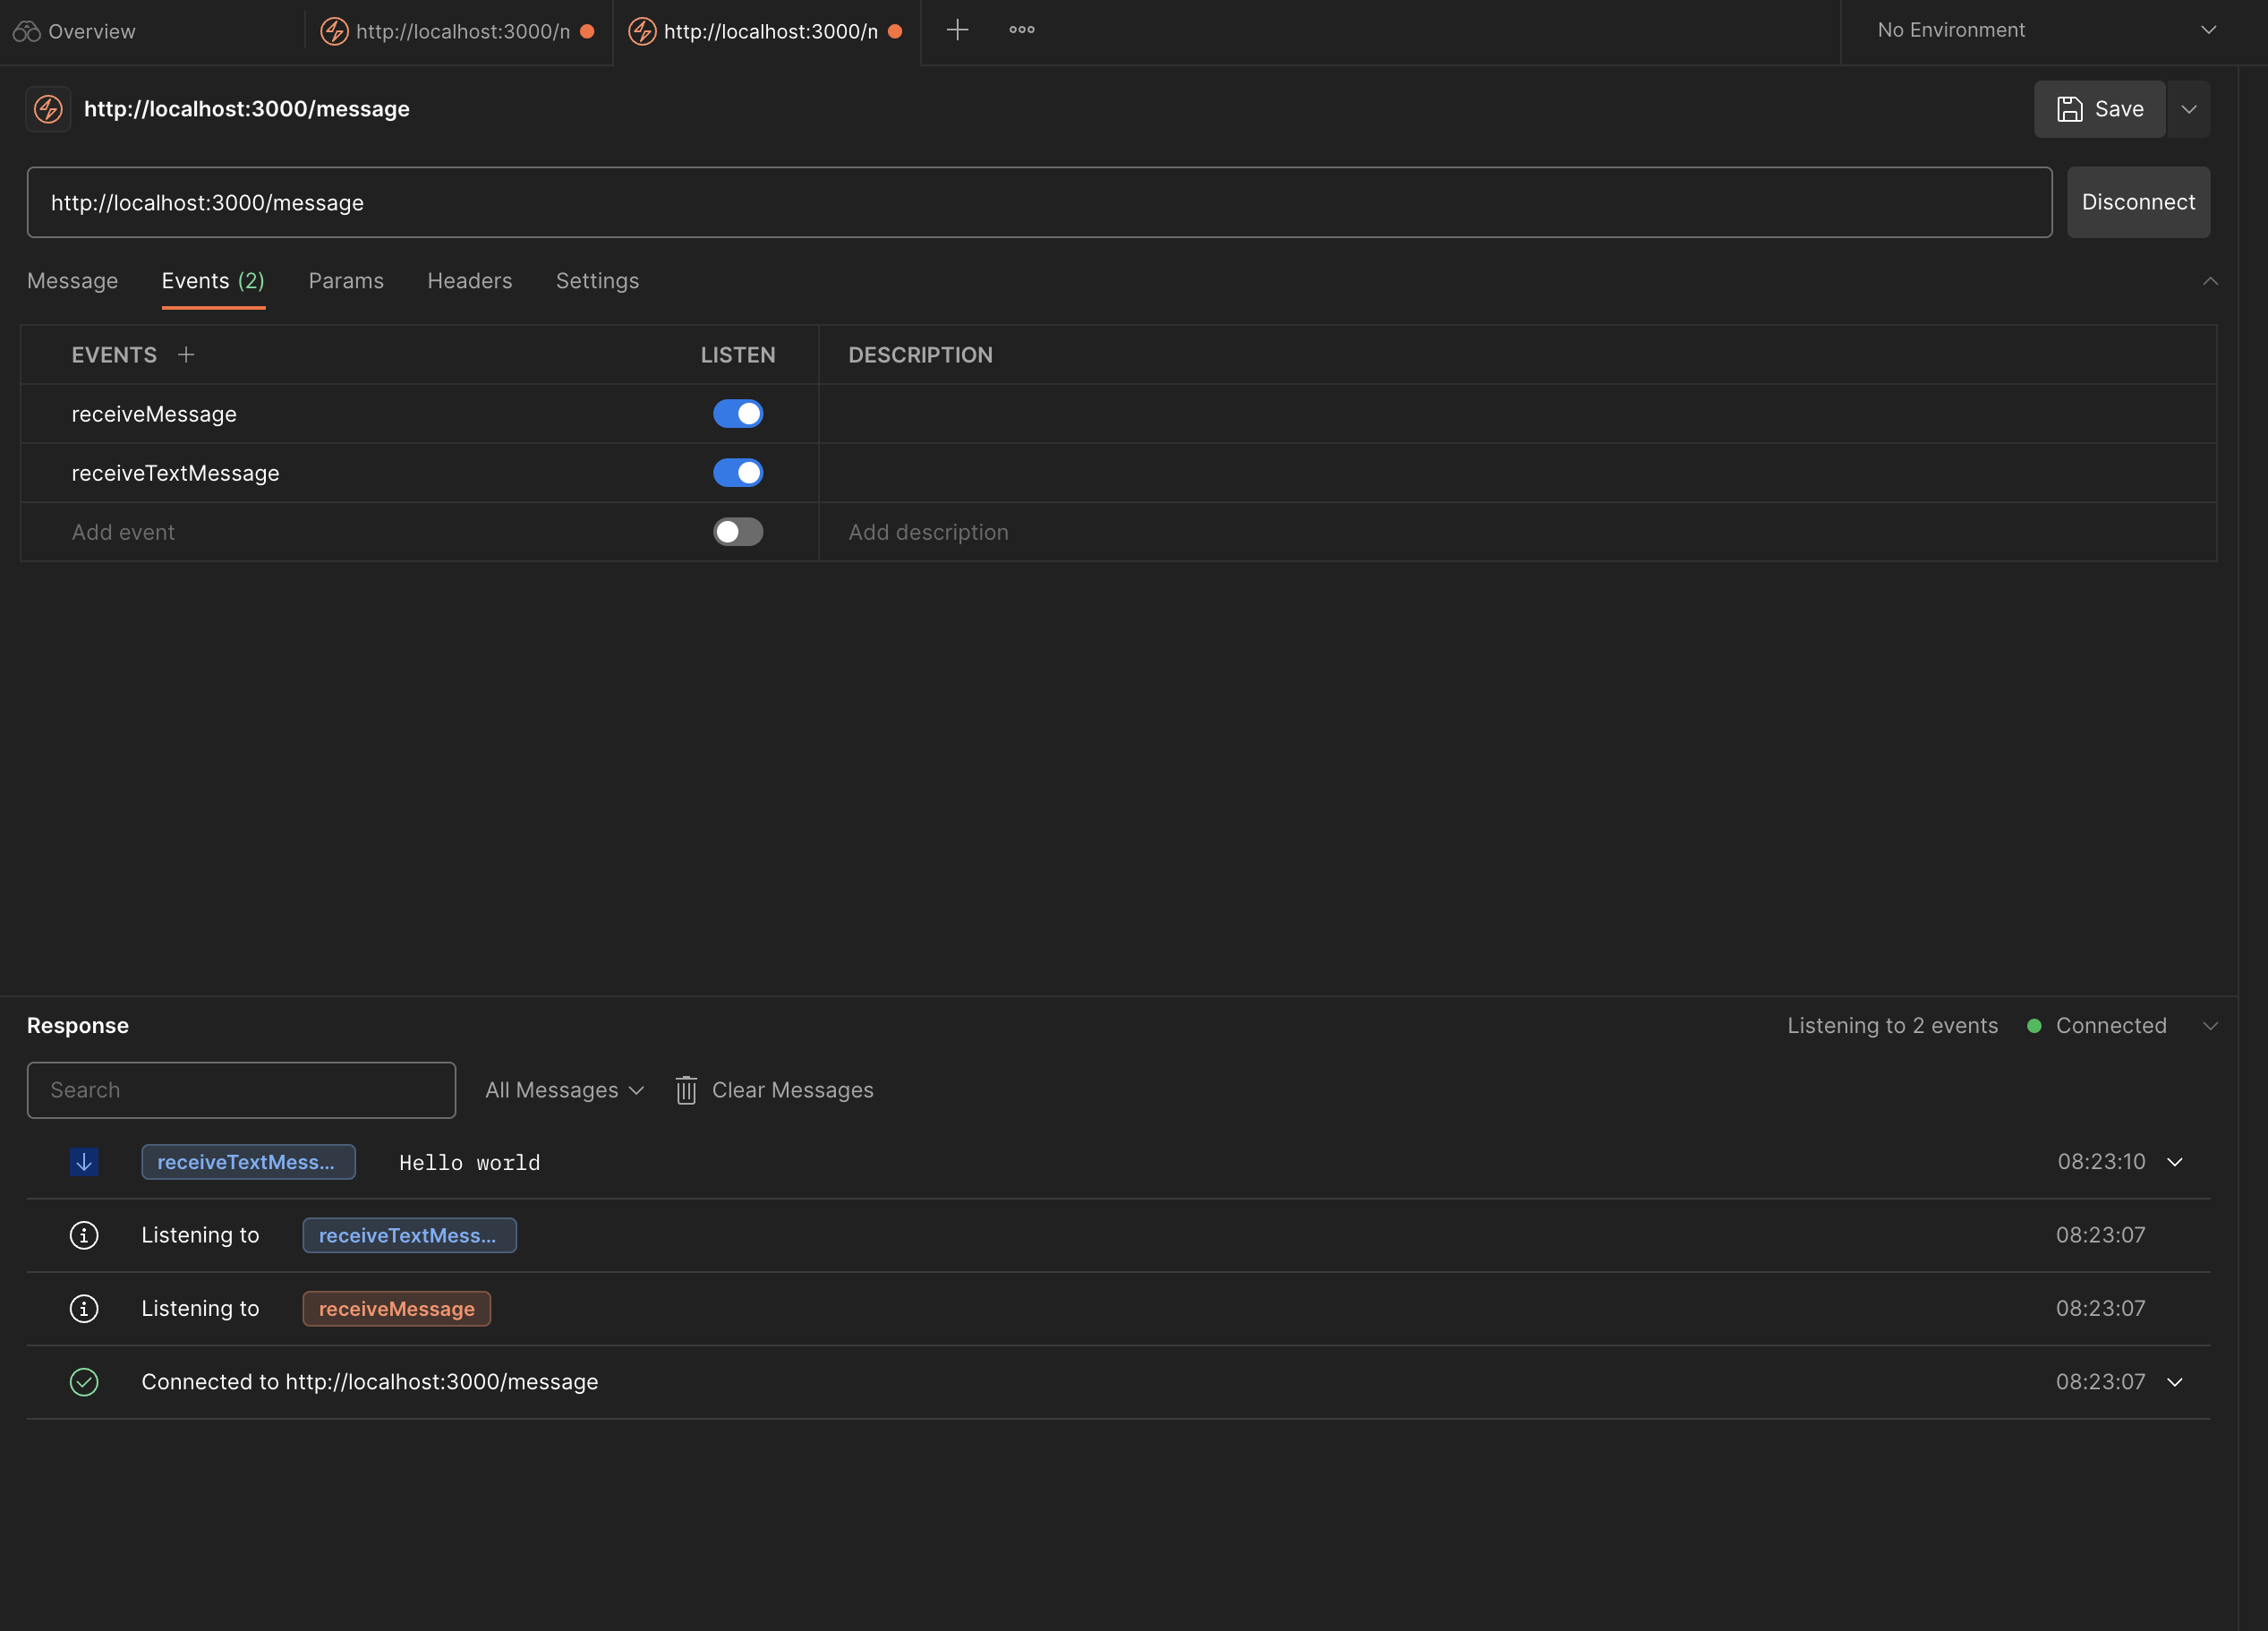 Overview
http://localhost:3000/n
http://localhost:3000/n
No Environment
http://localhost:3000/message
Save
http://localhost:3000/message
Disconnect
Message
Events (2)
Params
Headers
Settings
EVENTS
LISTEN
DESCRIPTION
receiveMessage
receiveTextMessage
Add event
Add description
Response
Listening to 2 events
Connected
Search
All Messages
Clear Messages
receiveTextMess...
Hello world
08:23:10
Listening to
receiveTextMess...
08:23:07
Listening to
receiveMessage
08:23:07
Connected to http://localhost:3000/message
08:23:07